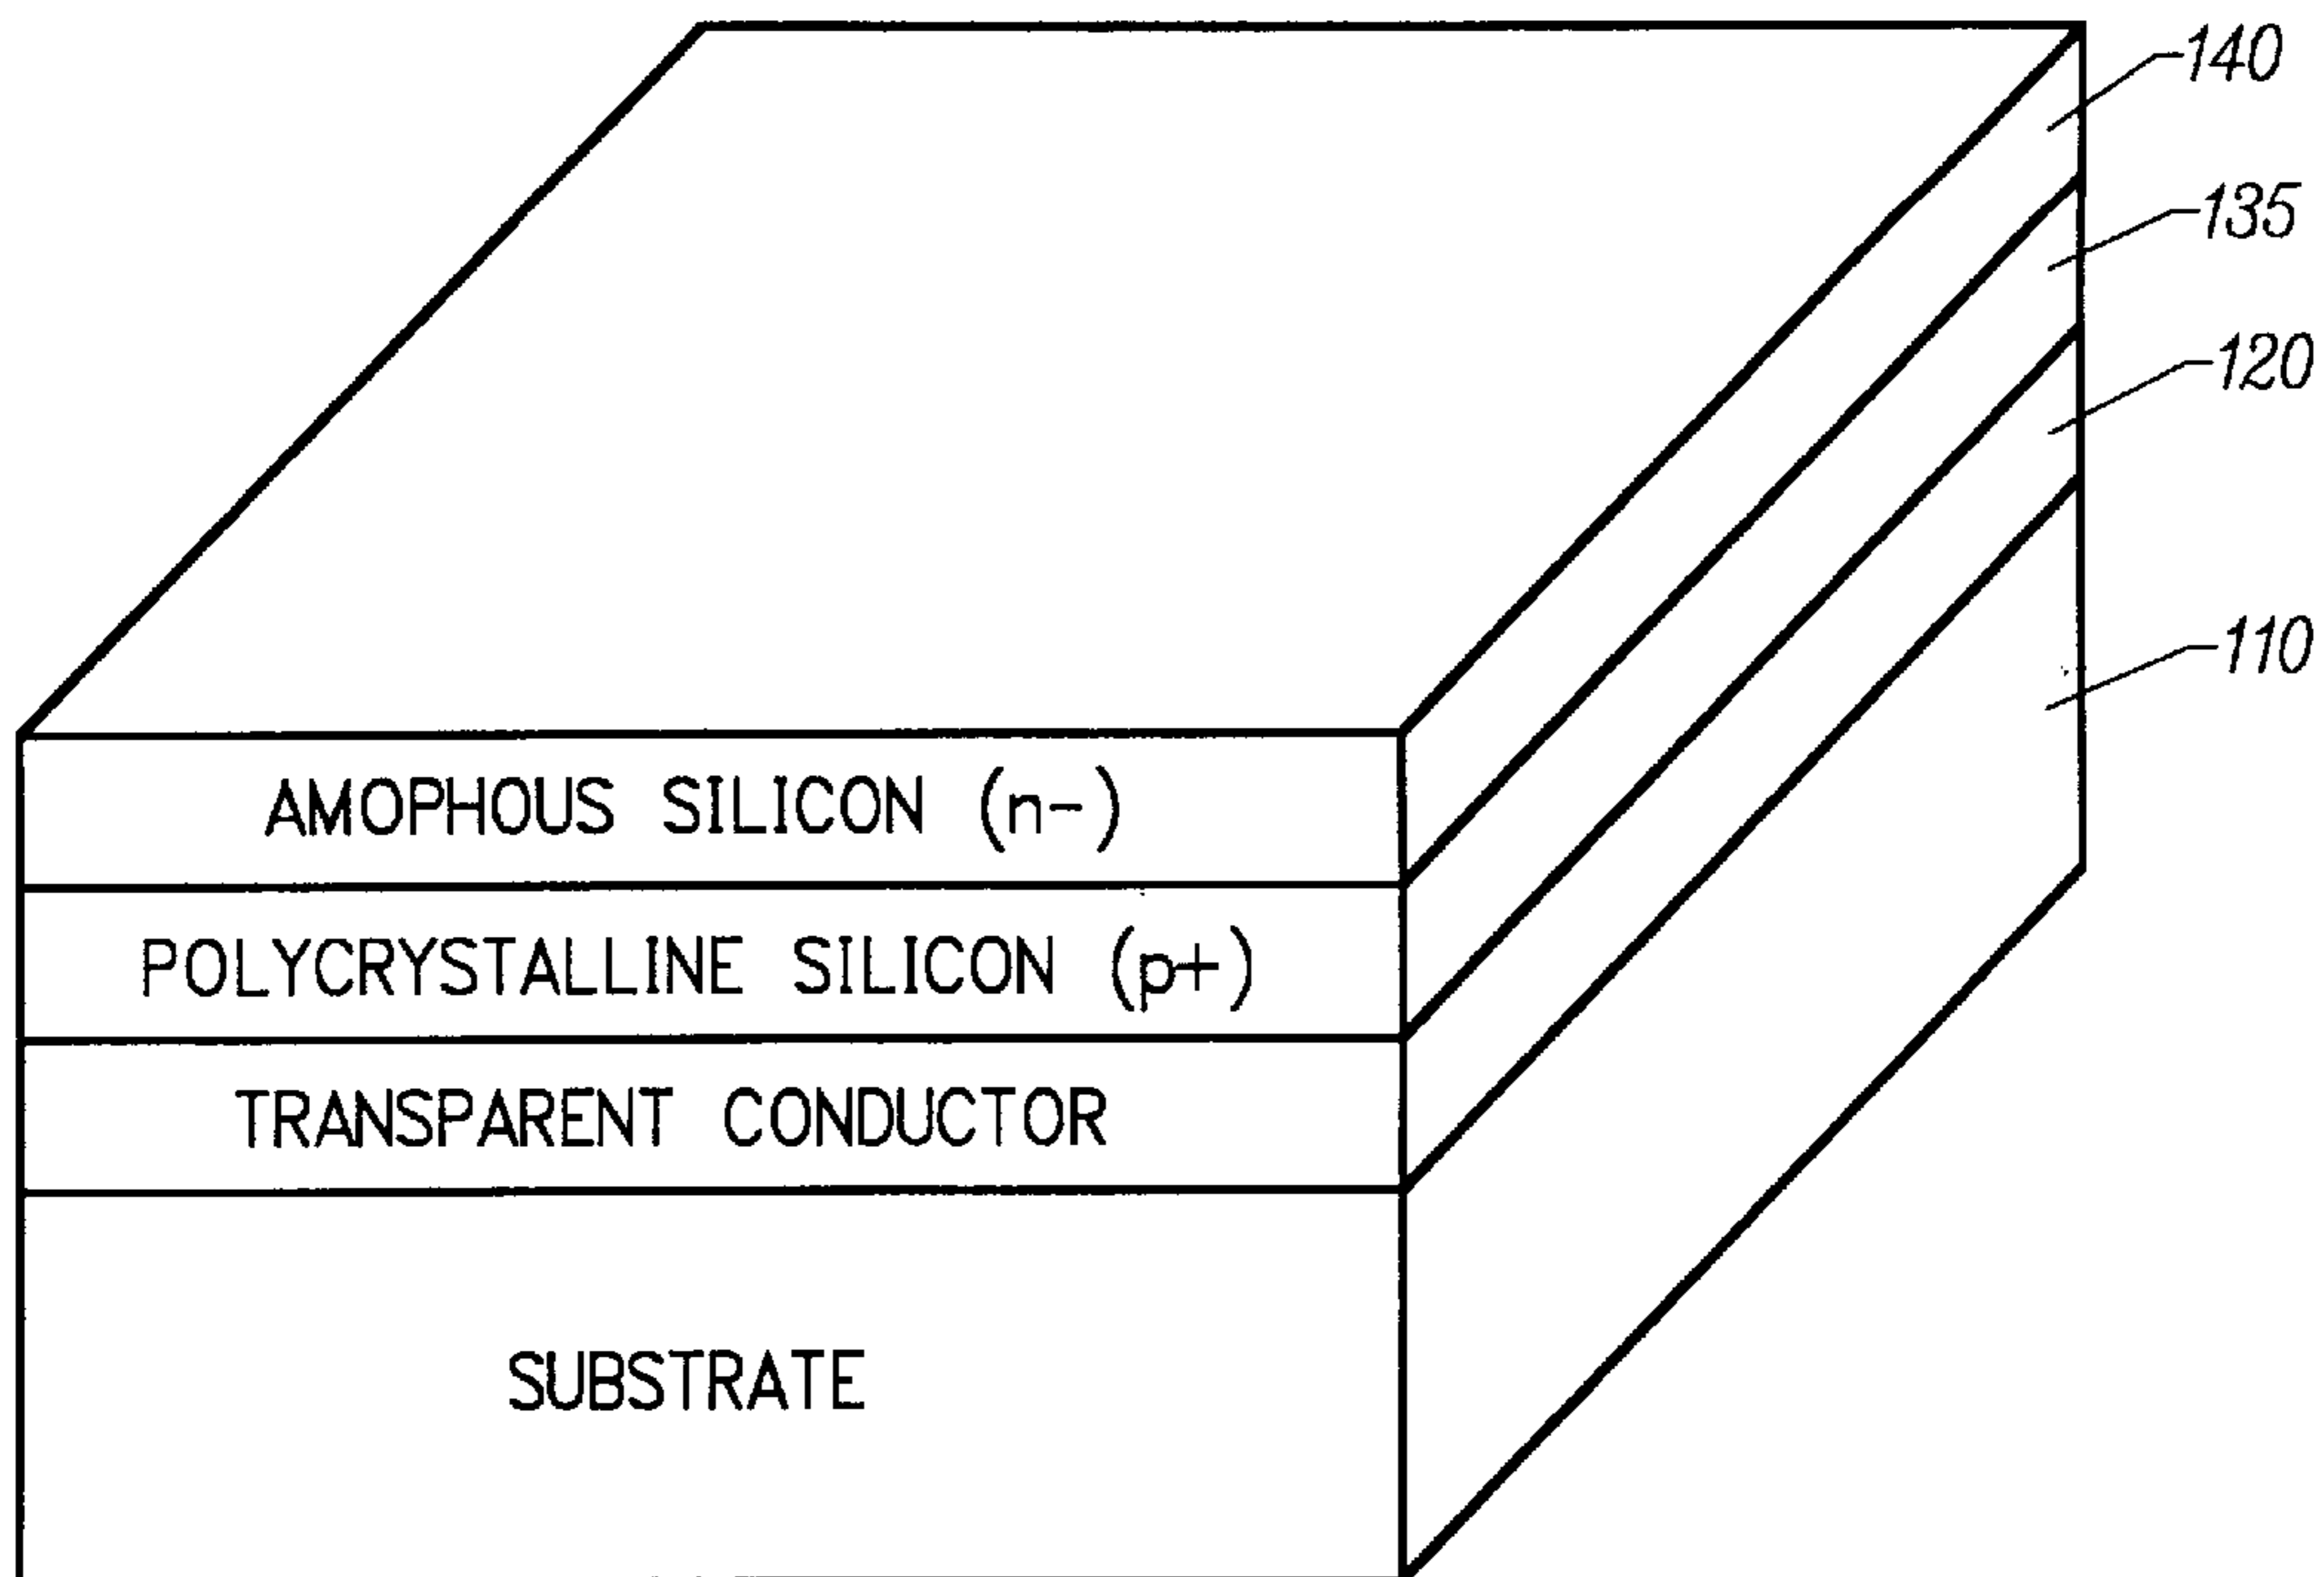 140
135
120
110
AMOPHOUS SILICON (n-)
POLYCRYSTALLINE SILICON (p+)
TRANSPARENT CONDUCTOR
SUBSTRATE